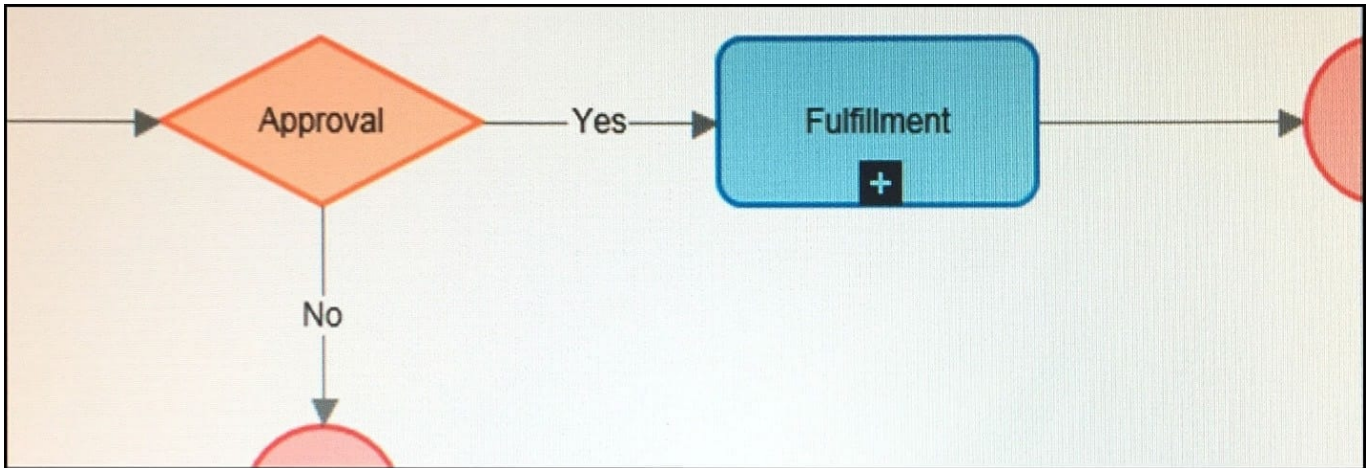 Approval
Yes
Fulfillment
+
No